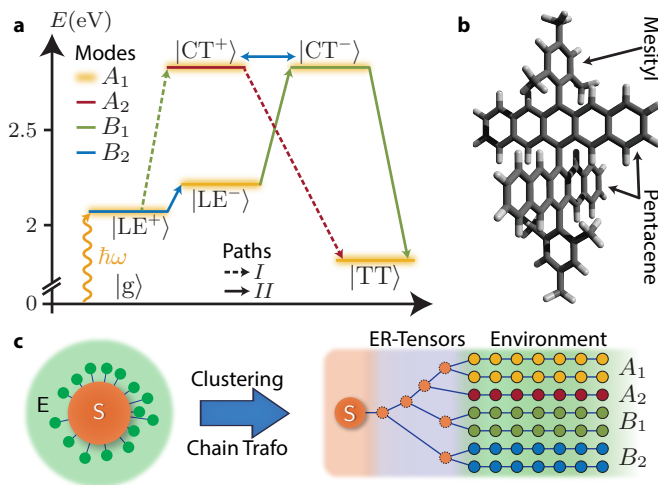 a
E(eV)
Modes
A₁
A₂
B₁
B₂
2.5
2
0
|CT⁺⟩
|CT⁻⟩
|LE⁺⟩
|LE⁻⟩
ħω
|g⟩
Paths
I
II
|TT⟩
b
Mesityl
Pentacene
c
E
S
Clustering
Chain Trafo
ER-Tensors
Environment
S
A₁
A₂
B₁
B₂